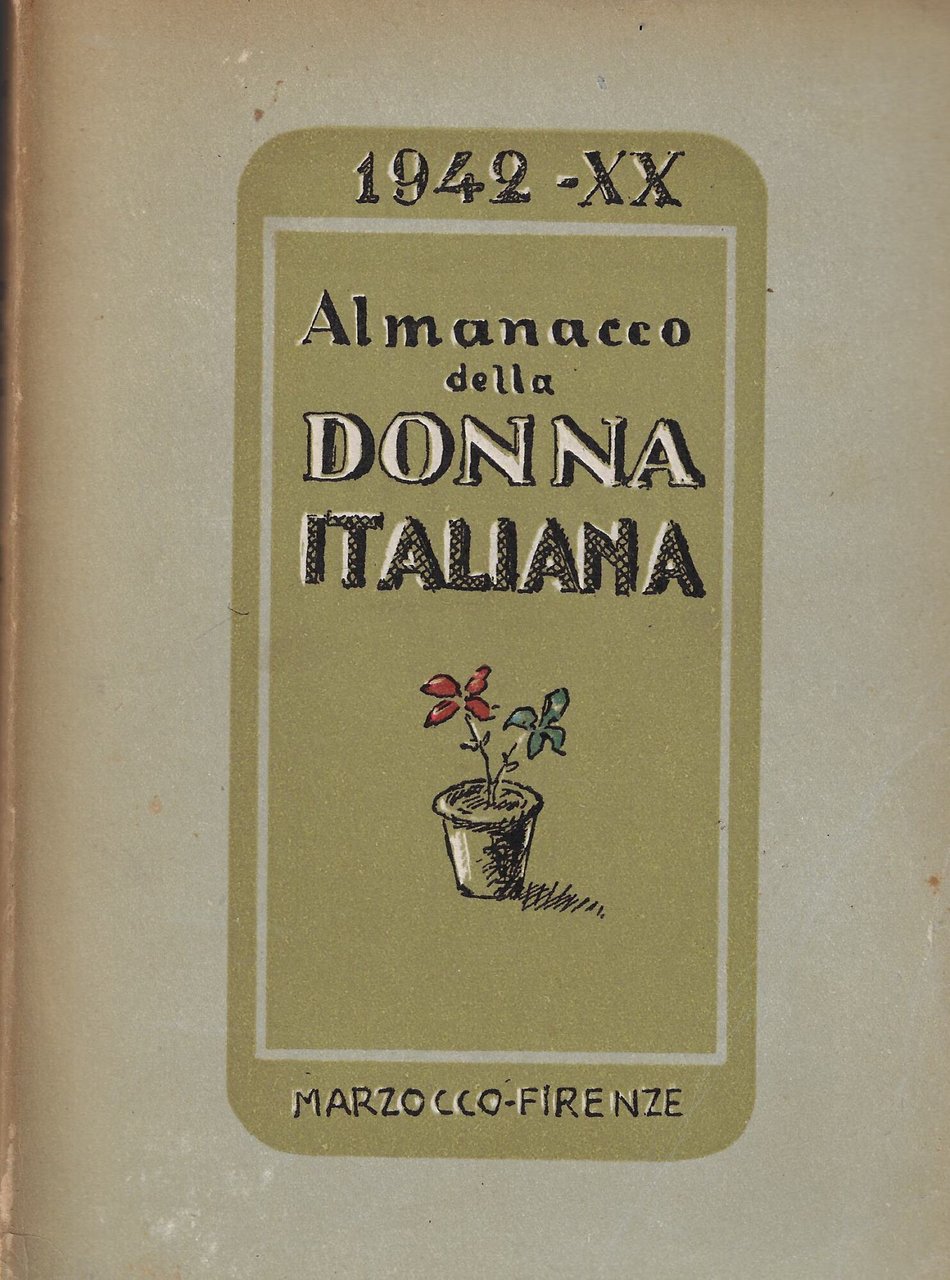 1942 - XX
Almanacco
della
DONNA
ITALIANA
MARZOCCO-FIRENZE